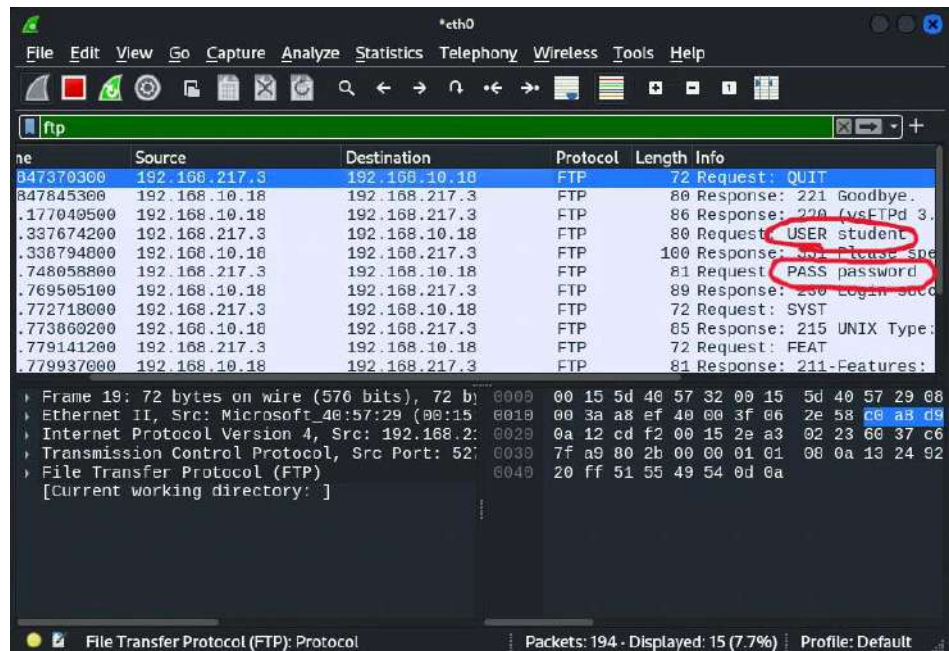 *eth0
File Edit View Go Capture Analyze Statistics Telephony Wireless Tools Help
ftp
ne Source Destination Protocol Length Info
847370300 192.168.217.3 192.168.10.18 FTP 72 Request: QUIT
847845300 192.168.10.18 192.168.217.3 FTP 80 Response: 221 Goodbye.
.177040500 192.168.10.18 192.168.217.3 FTP 86 Response: 220 (vsFTPd 3.
.337674200 192.168.217.3 192.168.10.18 FTP 80 Request: USER student
.338794800 192.168.10.18 192.168.217.3 FTP 100 Response: 331 Please spe
.748058800 192.168.217.3 192.168.10.18 FTP 81 Request: PASS password
.769505100 192.168.10.18 192.168.217.3 FTP 89 Response: 230 Login succ
.772718000 192.168.217.3 192.168.10.18 FTP 72 Request: SYST
.773860200 192.168.10.18 192.168.217.3 FTP 85 Response: 215 UNIX Type:
.779141200 192.168.217.3 192.168.10.18 FTP 72 Request: FEAT
.779937000 192.168.10.18 192.168.217.3 FTP 81 Response: 211-Features:
Frame 19: 72 bytes on wire (576 bits), 72 by
Ethernet II, Src: Microsoft_40:57:29 (00:15
Internet Protocol Version 4, Src: 192.168.2:
Transmission Control Protocol, Src Port: 527
File Transfer Protocol (FTP)
[Current working directory: ]
0000 00 15 5d 40 57 32 00 15 5d 40 57 29 08
0010 00 3a a8 ef 40 00 3f 06 2e 58 c0 a8 d9
0020 0a 12 cd f2 00 15 2e a3 02 23 60 37 c6
0030 7f a9 80 2b 00 00 01 01 08 0a 13 24 92
0040 20 ff 51 55 49 54 0d 0a
File Transfer Protocol (FTP): Protocol Packets: 194 · Displayed: 15 (7.7%) Profile: Default